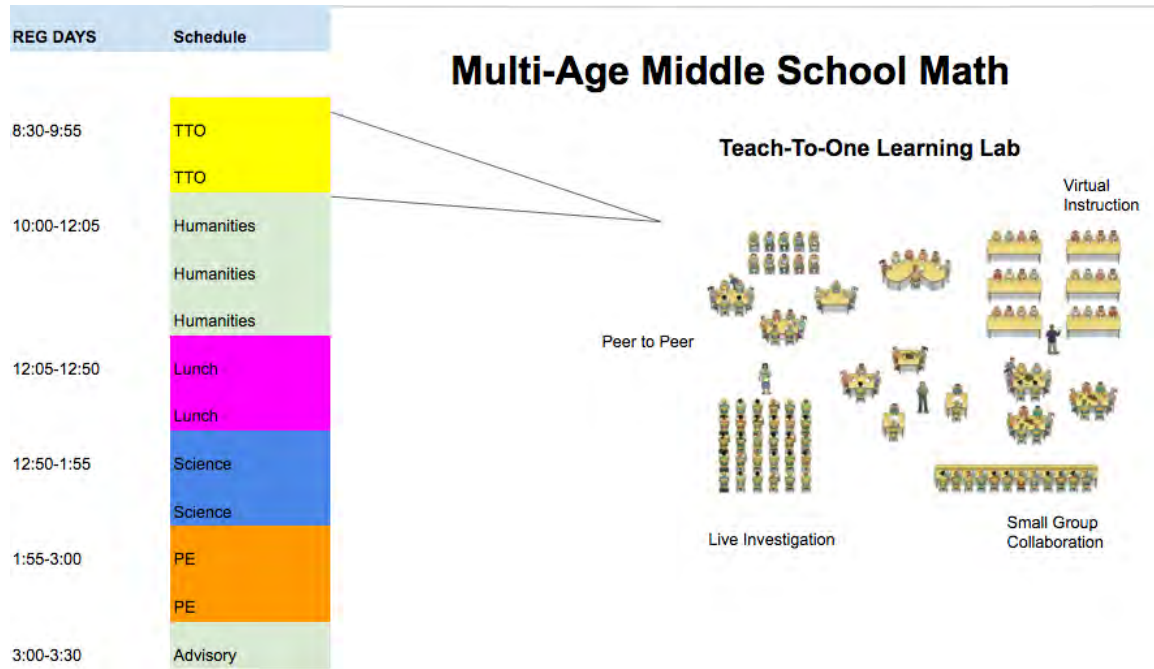 REG DAYS Schedule
Multi-Age Middle School Math
8:30-9:55 TTO
TTO
Teach-To-One Learning Lab
Virtual
Instruction
10:00-12:05 Humanities
Humanities
Humanities
Peer to Peer
12:05-12:50 Lunch
Lunch
12:50-1:55 Science
Science
Live Investigation
Small Group
Collaboration
1:55-3:00 PE
PE
3:00-3:30 Advisory